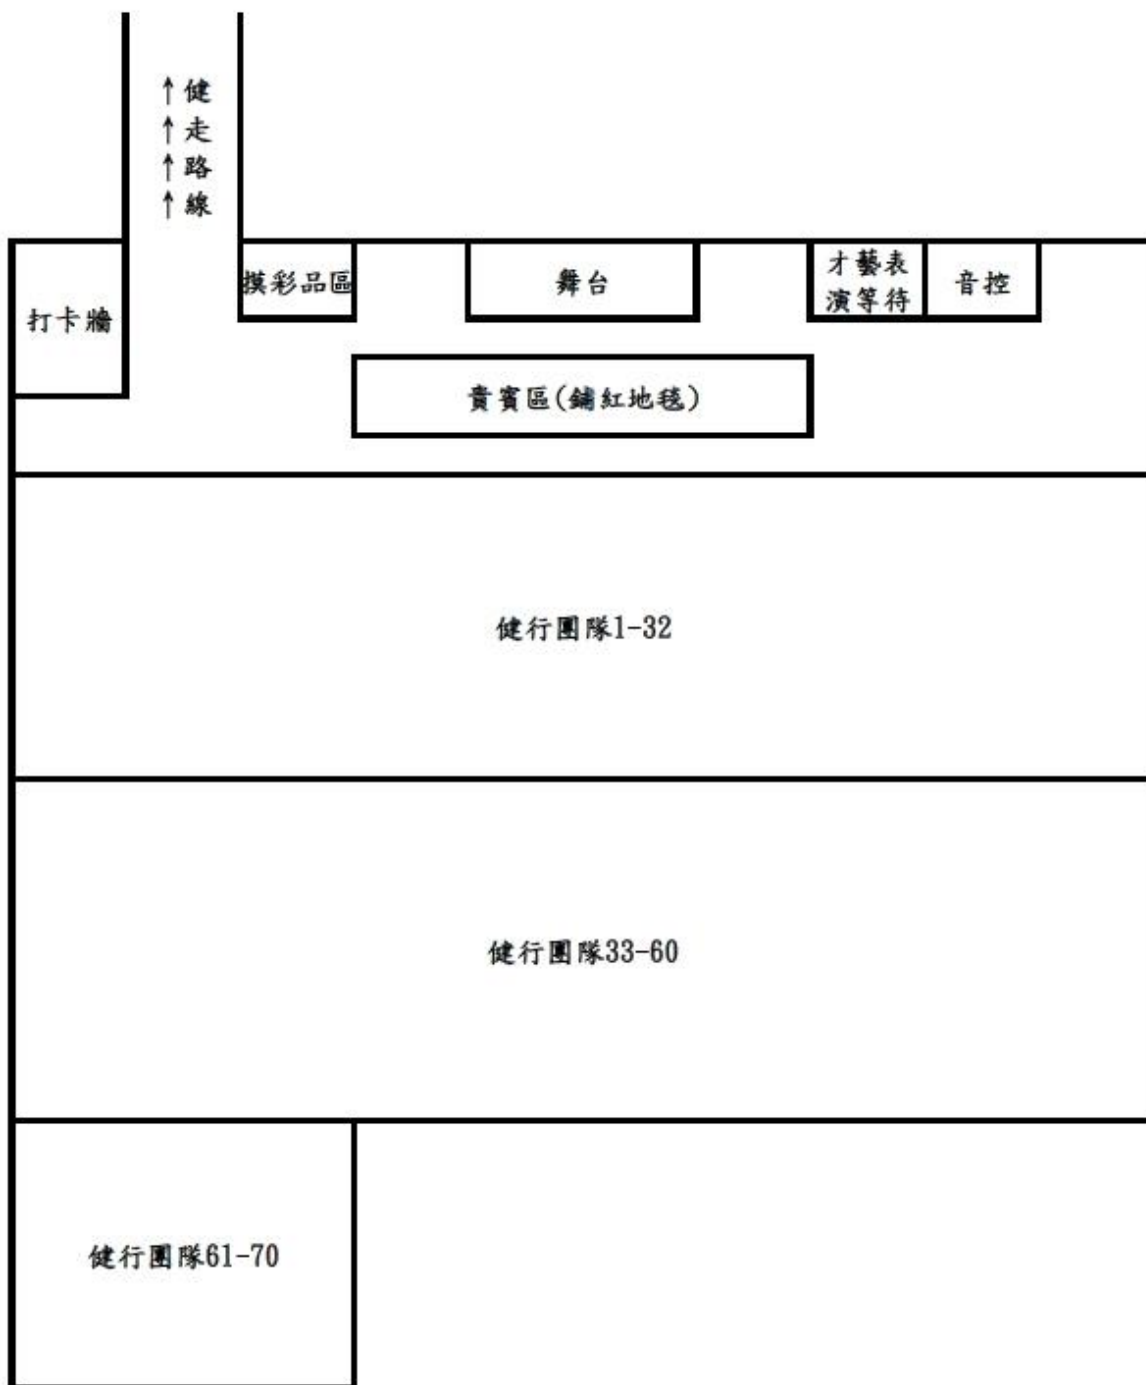 ↑健
↑走
↑路
↑線
打卡牆
摸彩品區
舞台
才藝表
演等待
音控
貴賓區(鋪紅地毯)
健行團隊1-32
健行團隊33-60
健行團隊61-70